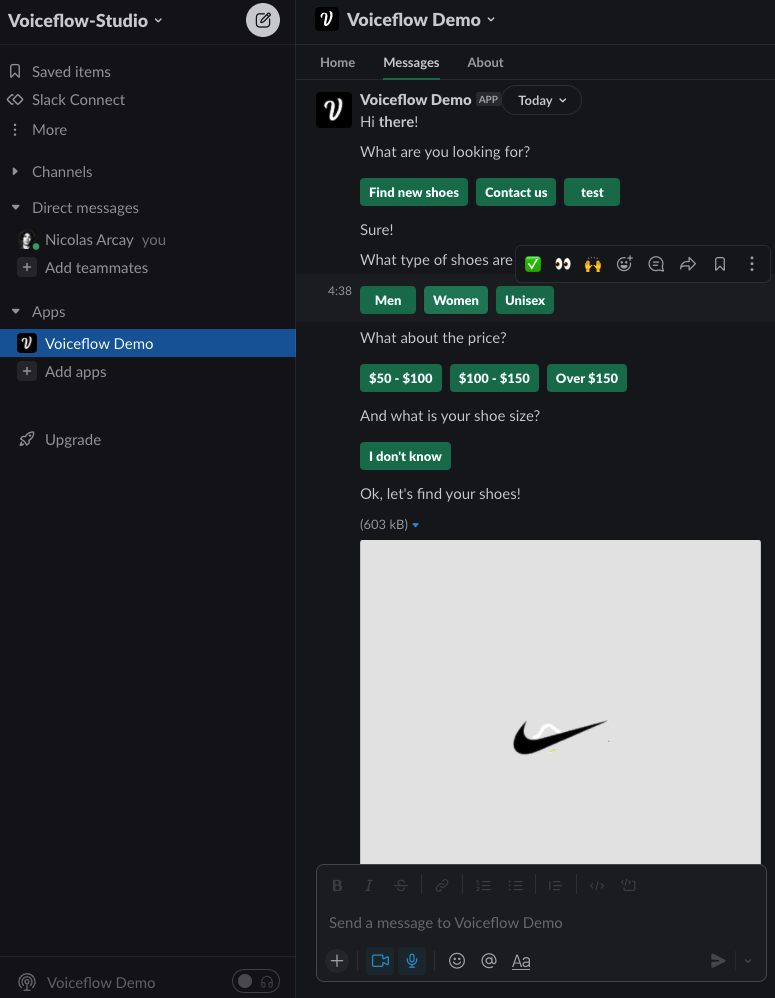 Voiceflow-Studio
Saved items
Slack Connect
More
Channels
Direct messages
Nicolas Arcay you
Add teammates
Apps
Voiceflow Demo
Add apps
Upgrade
Voiceflow Demo
Voiceflow Demo
Home Messages About
Voiceflow Demo APP Today
Hi there!
What are you looking for?
Find new shoes Contact us test
Sure!
What type of shoes are
4:38 Men Women Unisex
What about the price?
$50 - $100 $100 - $150 Over $150
And what is your shoe size?
I don't know
Ok, let's find your shoes!
(603 kB)
B I S
Send a message to Voiceflow Demo
@ Aa